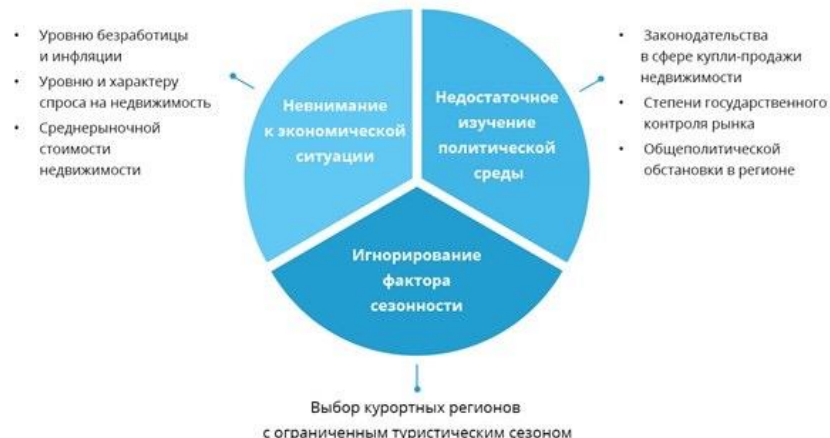 • Уровню безработицы
и инфляции
• Уровню и характеру
спроса на недвижимость
• Среднерыночной
стоимости
недвижимости
Невнимание
к экономической
ситуации
Недостаточное
изучение
политической
среды
• Законодательства
в сфере купли-продажи
недвижимости
• Степени государственного
контроля рынка
• Общеполитической
обстановки в регионе
Игнорирование
фактора
сезонности
Выбор курортных регионов
с ограниченным туристическим сезоном